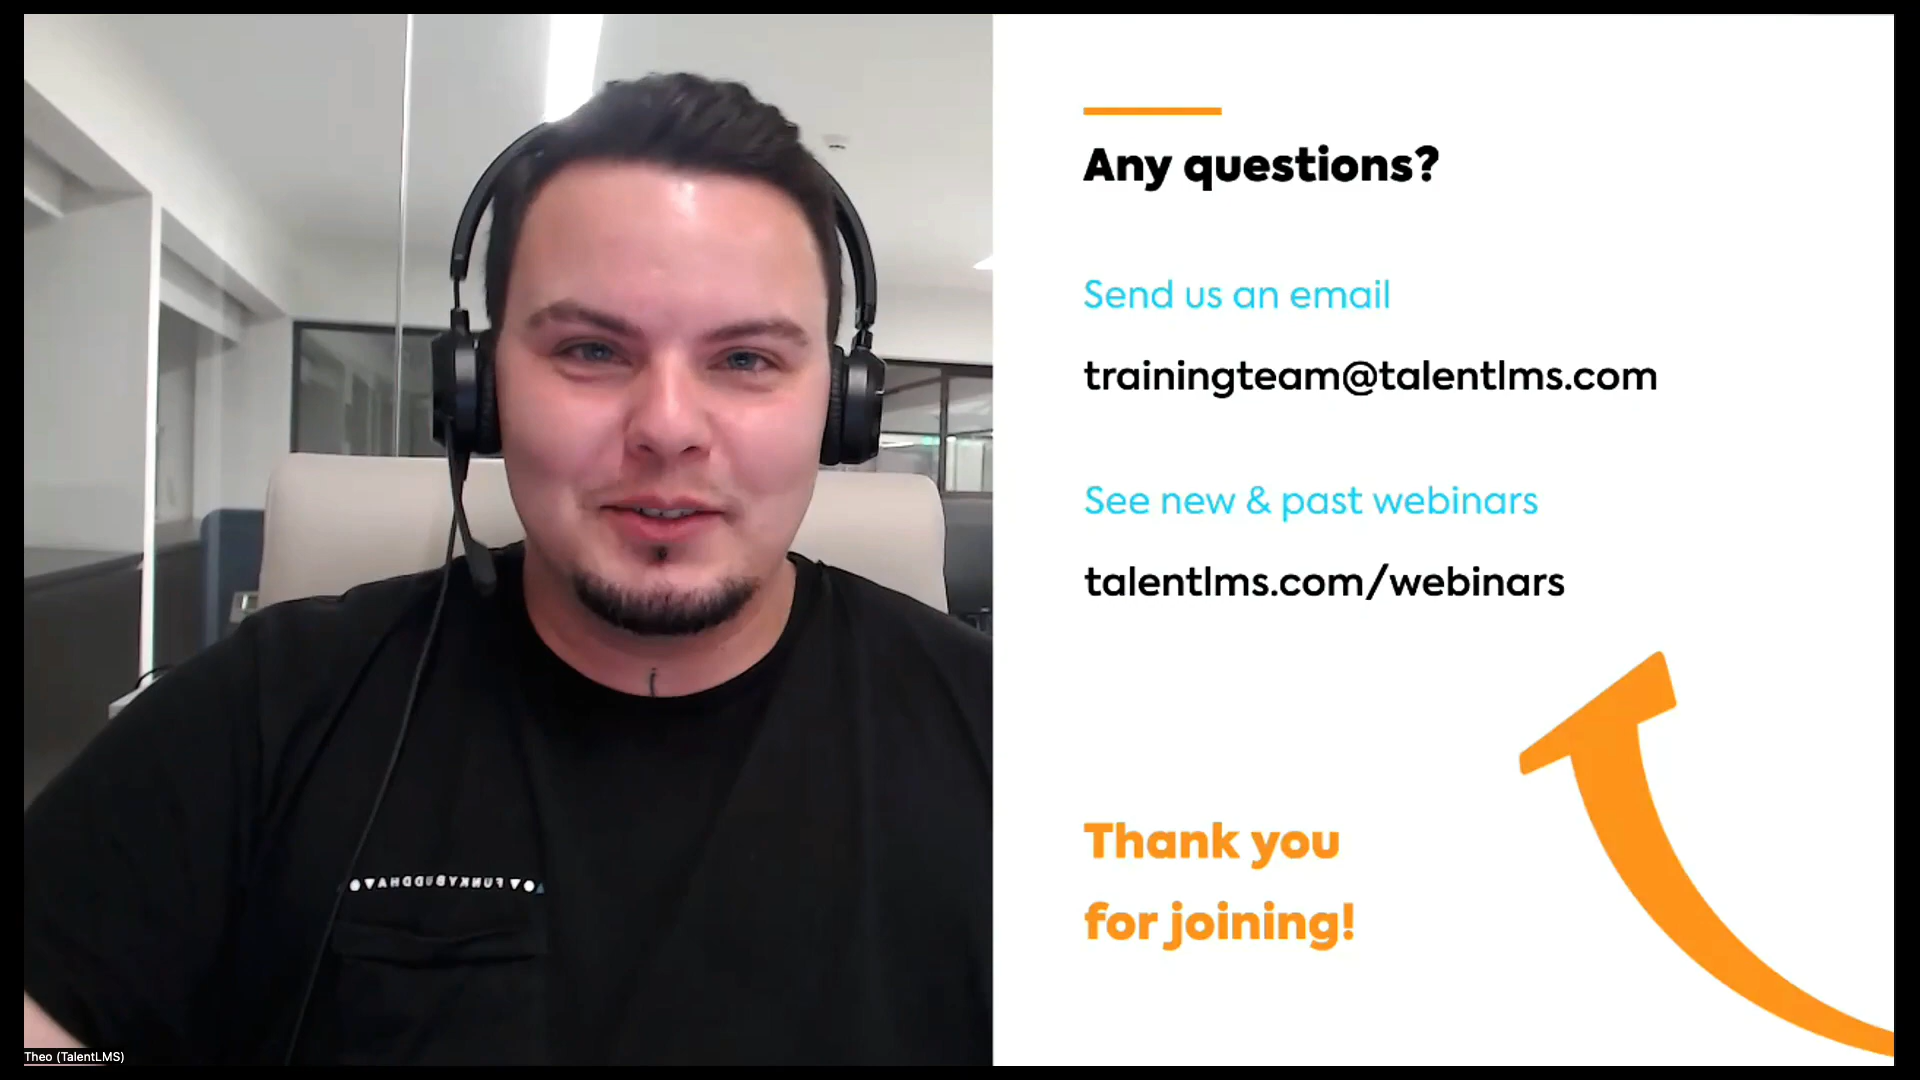 Any questions?
Send us an email
trainingteam@talentlms.com
See new & past webinars
talentlms.com/webinars
Thank you
for joining!
FUNKYBUDDHA
Theo (TalentLMS)